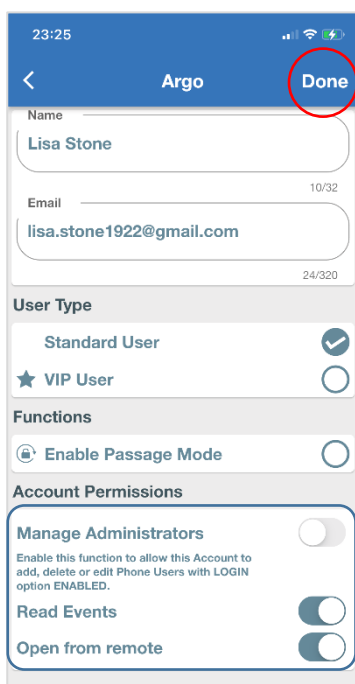 23:25
Argo
Done
Name
Lisa Stone
10/32
Email
lisa.stone1922@gmail.com
24/320
User Type
Standard User
VIP User
Functions
Enable Passage Mode
Account Permissions
Manage Administrators
Enable this function to allow this Account to
add, delete or edit Phone Users with LOGIN
option ENABLED.
Read Events
Open from remote